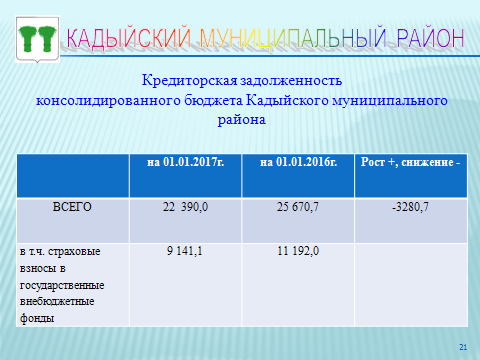 КАДЫЙСКИЙ МУНИЦИПАЛЬНЫЙ РАЙОН
Кредиторская задолженность
консолидированного бюджета Кадыйского муниципального
района
на 01.01.2017г. на 01.01.2016г. Рост +, снижение -
ВСЕГО 22 390,0 25 670,7 -3280,7
в т.ч. страховые 9 141,1 11 192,0
взносы в
государственные
внебюджетные
фонды
21